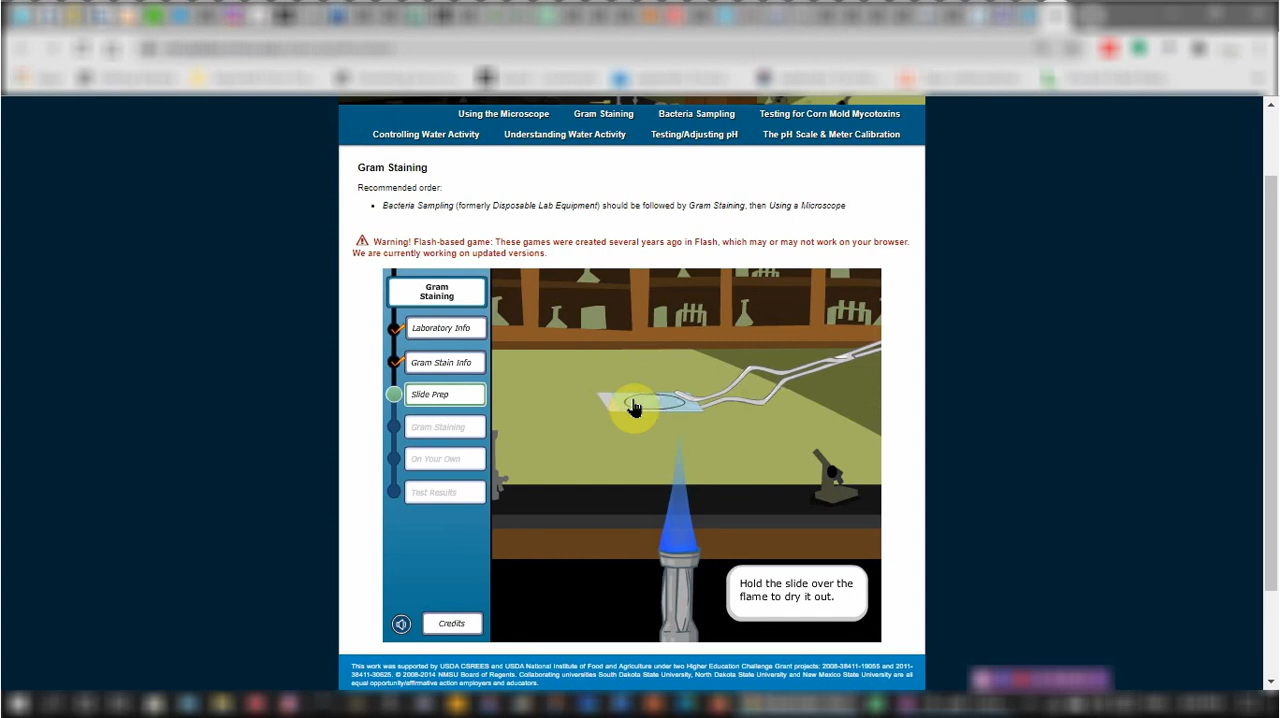 Using the Microscope Gram Staining Bacteria Sampling Testing for Corn Mold Mycotoxins
Controlling Water Activity Understanding Water Activity Testing/Adjusting pH The pH Scale & Meter Calibration
Gram Staining
Recommended order:
• Bacteria Sampling (formerly Disposable Lab Equipment) should be followed by Gram Staining, then Using a Microscope
Warning! Flash-based game: These games were created several years ago in Flash, which may or may not work on your browser.
We are currently working on updated versions.
Gram
Staining
Laboratory Info
Gram Stain Info
Slide Prep
Gram Staining
On Your Own
Test Results
Credits
Hold the slide over the
flame to dry it out.
This work was supported by USDA CSREES and USDA National Institute of Food and Agriculture under two Higher Education Challenge Grant projects: 2008-38411-19055 and 2011-
38411-30625. © 2008-2014 NMSU Board of Regents. Collaborating universities South Dakota State University, North Dakota State University and New Mexico State University are all
equal opportunity/affirmative action employers and educators.